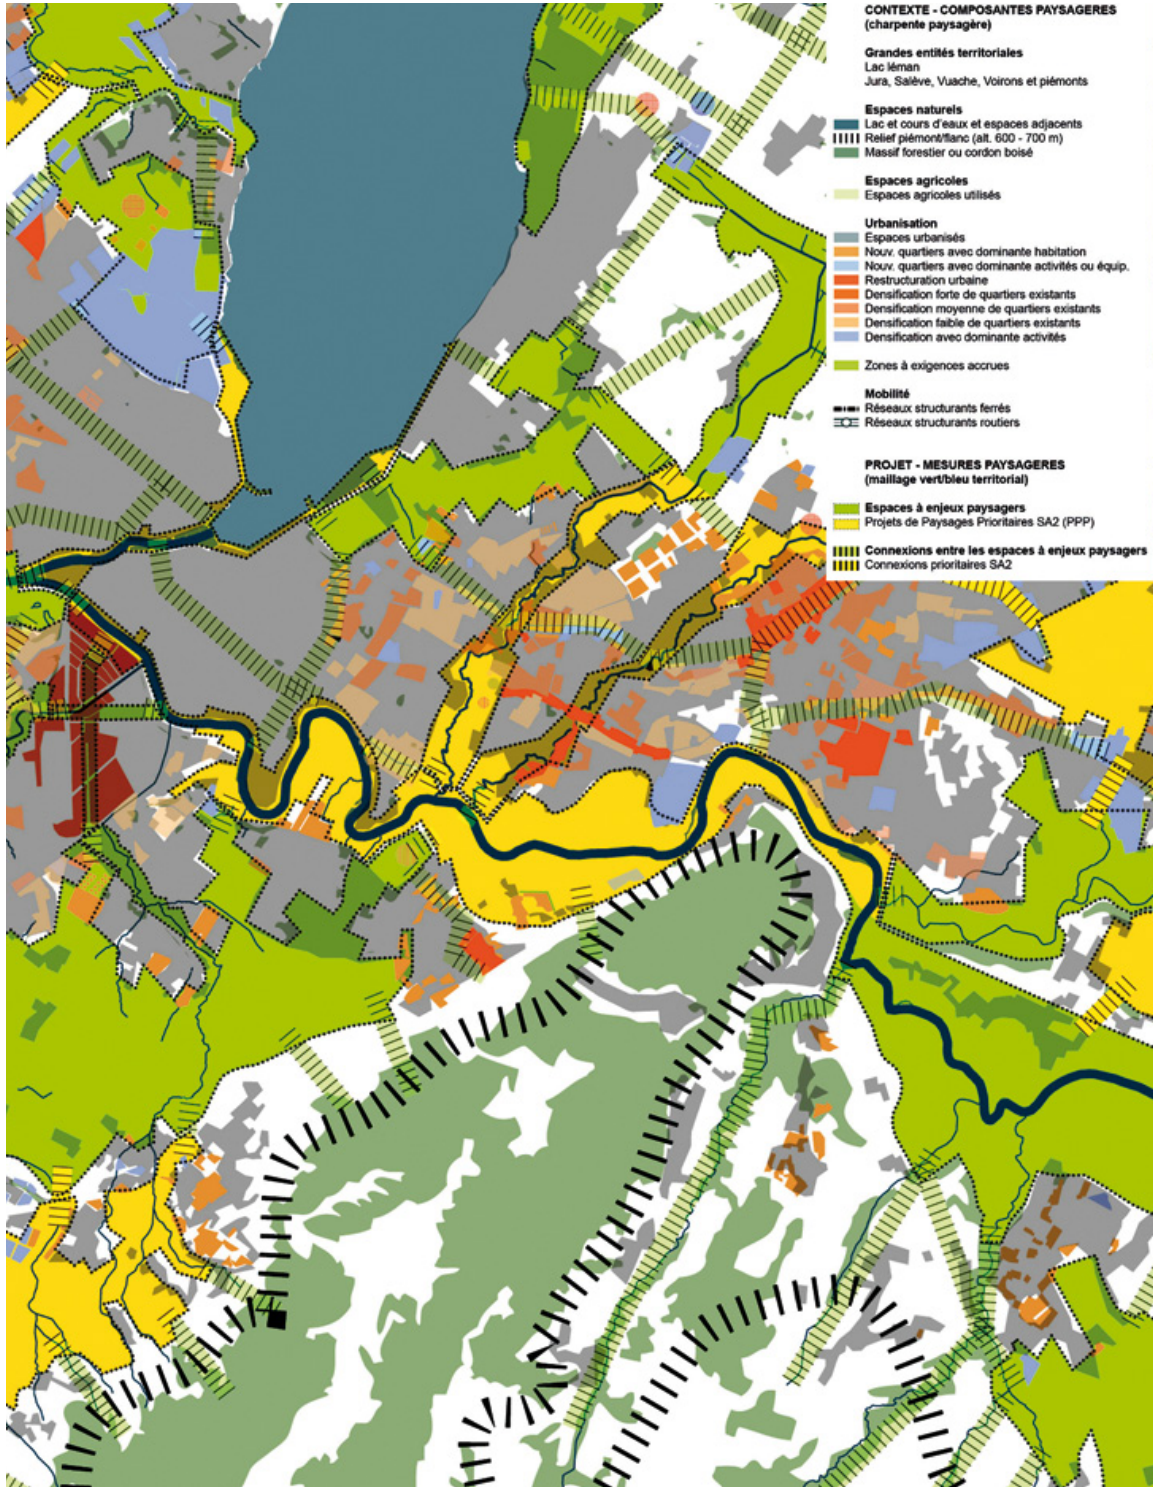 CONTEXTE - COMPOSANTES PAYSAGERES
(charpente paysagère)
Grandes entités territoriales
Lac léman
Jura, Salève, Vuache, Voirons et piémonts
Espaces naturels
Lac et cours d'eaux et espaces adjacents
Relief piémont/flanc (alt. 600 - 700 m)
Massif forestier ou cordon boisé
Espaces agricoles
Espaces agricoles utilisés
Urbanisation
Espaces urbanisés
Nouv. quartiers avec dominante habitation
Nouv. quartiers avec dominante activités ou équip.
Restructuration urbaine
Densification forte de quartiers existants
Densification moyenne de quartiers existants
Densification faible de quartiers existants
Densification avec dominante activités
Zones à exigences accrues
Mobilité
Réseaux structurants ferrés
Réseaux structurants routiers
PROJET - MESURES PAYSAGERES
(maillage vert/bleu territorial)
Espaces à enjeux paysagers
Projets de Paysages Prioritaires SA2 (PPP)
Connexions entre les espaces à enjeux paysagers
Connexions prioritaires SA2